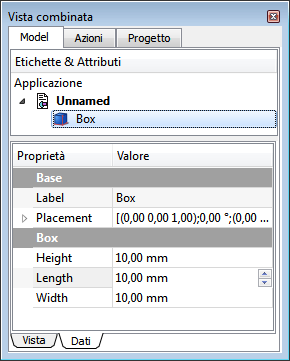 Vista combinata
Model Azioni Progetto
Etichette & Attributi
Applicazione
Unnamed
Box
Proprietà Valore
Base
Label Box
Placement [(0,00 0,00 1,00);0,00 °;(0,00 ...
Box
Height 10,00 mm
Length 10,00 mm
Width 10,00 mm
Vista Dati